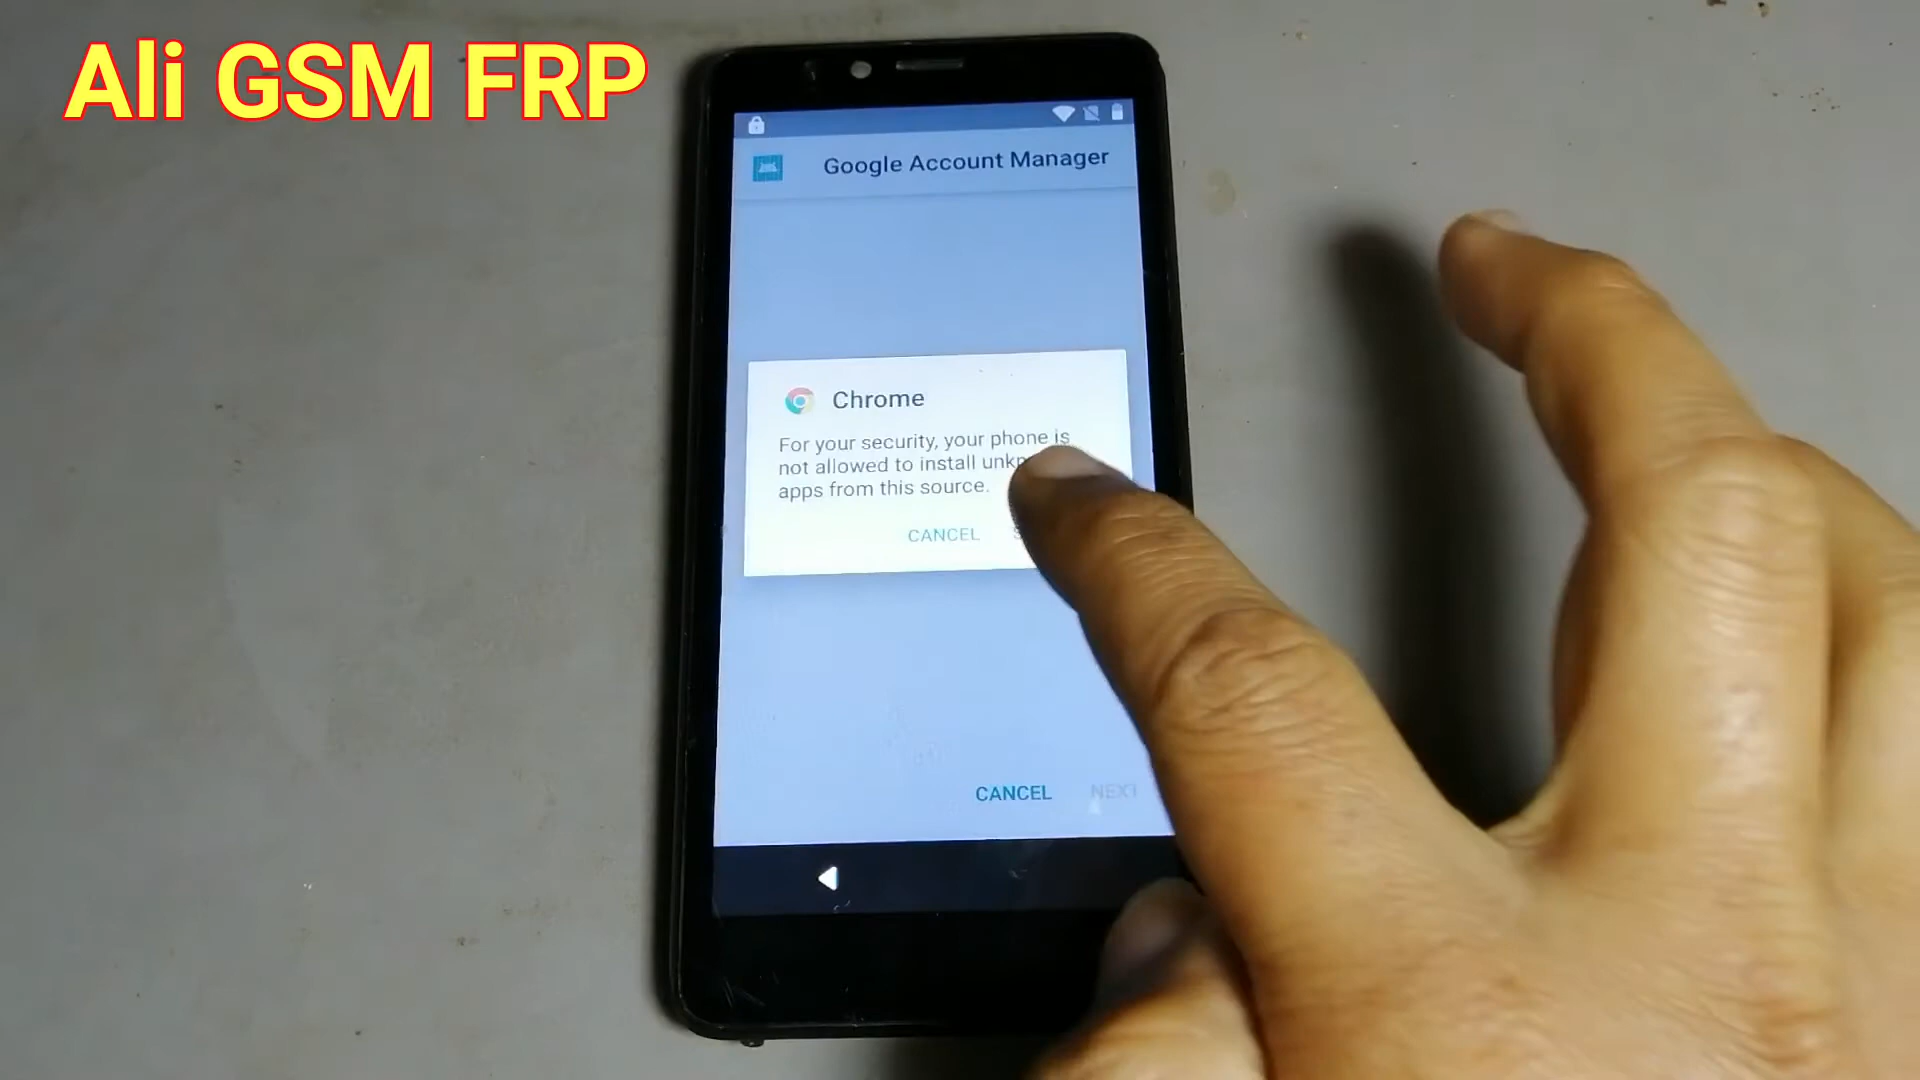 Ali GSM FRP
Google Account Manager
Chrome
For your security, your phone is
not allowed to install
apps from this source.
CANCEL
CANCEL NEXT